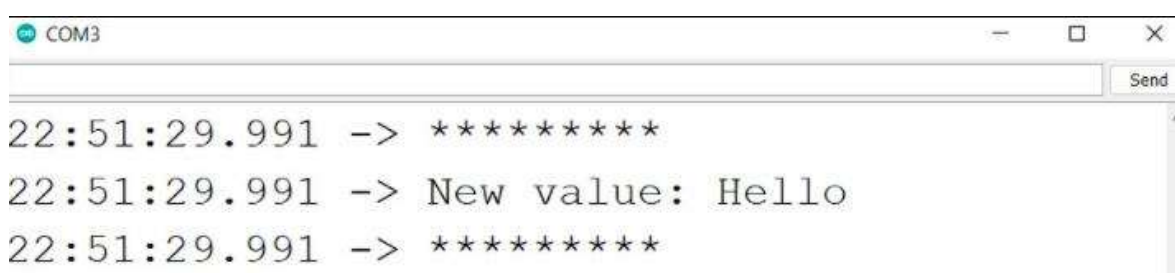 COM3
Send
22:51:29.991 -> *********
22:51:29.991 -> New value: Hello
22:51:29.991 -> *********